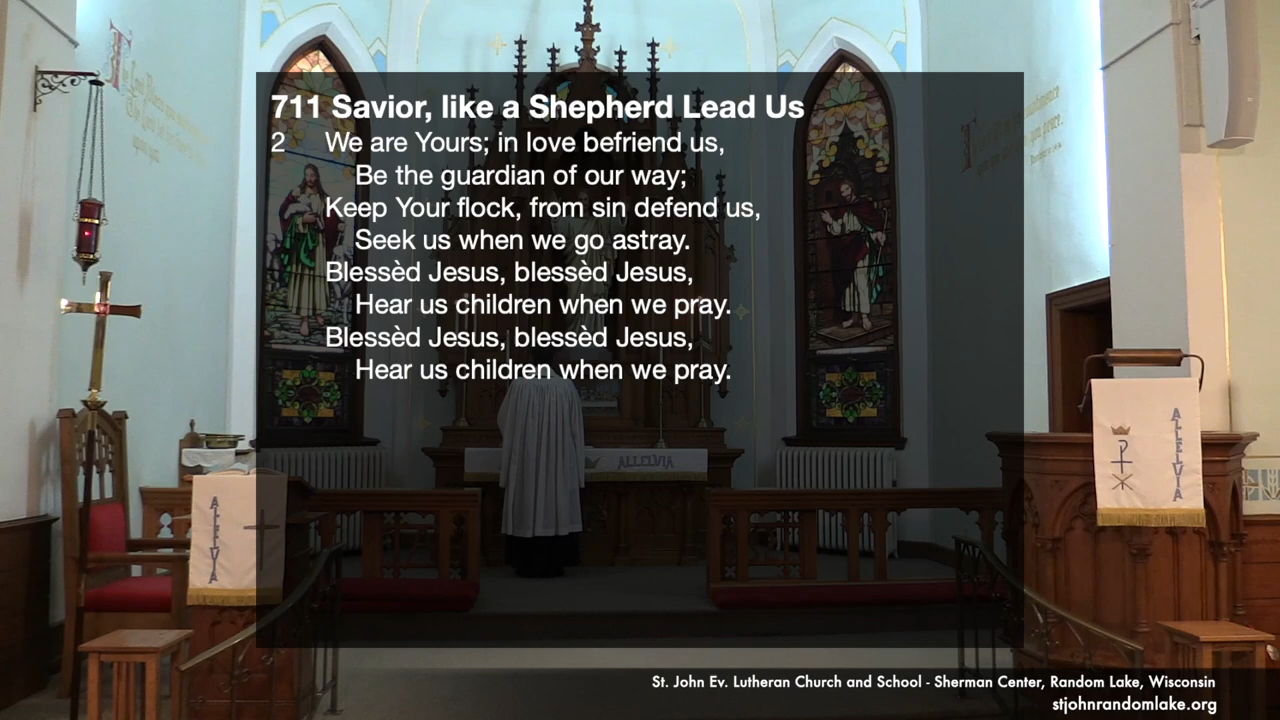 711 Savior, like a Shepherd Lead Us
2 We are Yours; in love befriend us,
Be the guardian of our way;
Keep Your flock, from sin defend us,
Seek us when we go astray.
Blessèd Jesus, blessèd Jesus,
Hear us children when we pray.
Blessèd Jesus, blessèd Jesus,
Hear us children when we pray.
ALLELVIA
ALLELVIA
ALLELVIA
St. John Ev. Lutheran Church and School - Sherman Center, Random Lake, Wisconsin
stjohnrandomlake.org